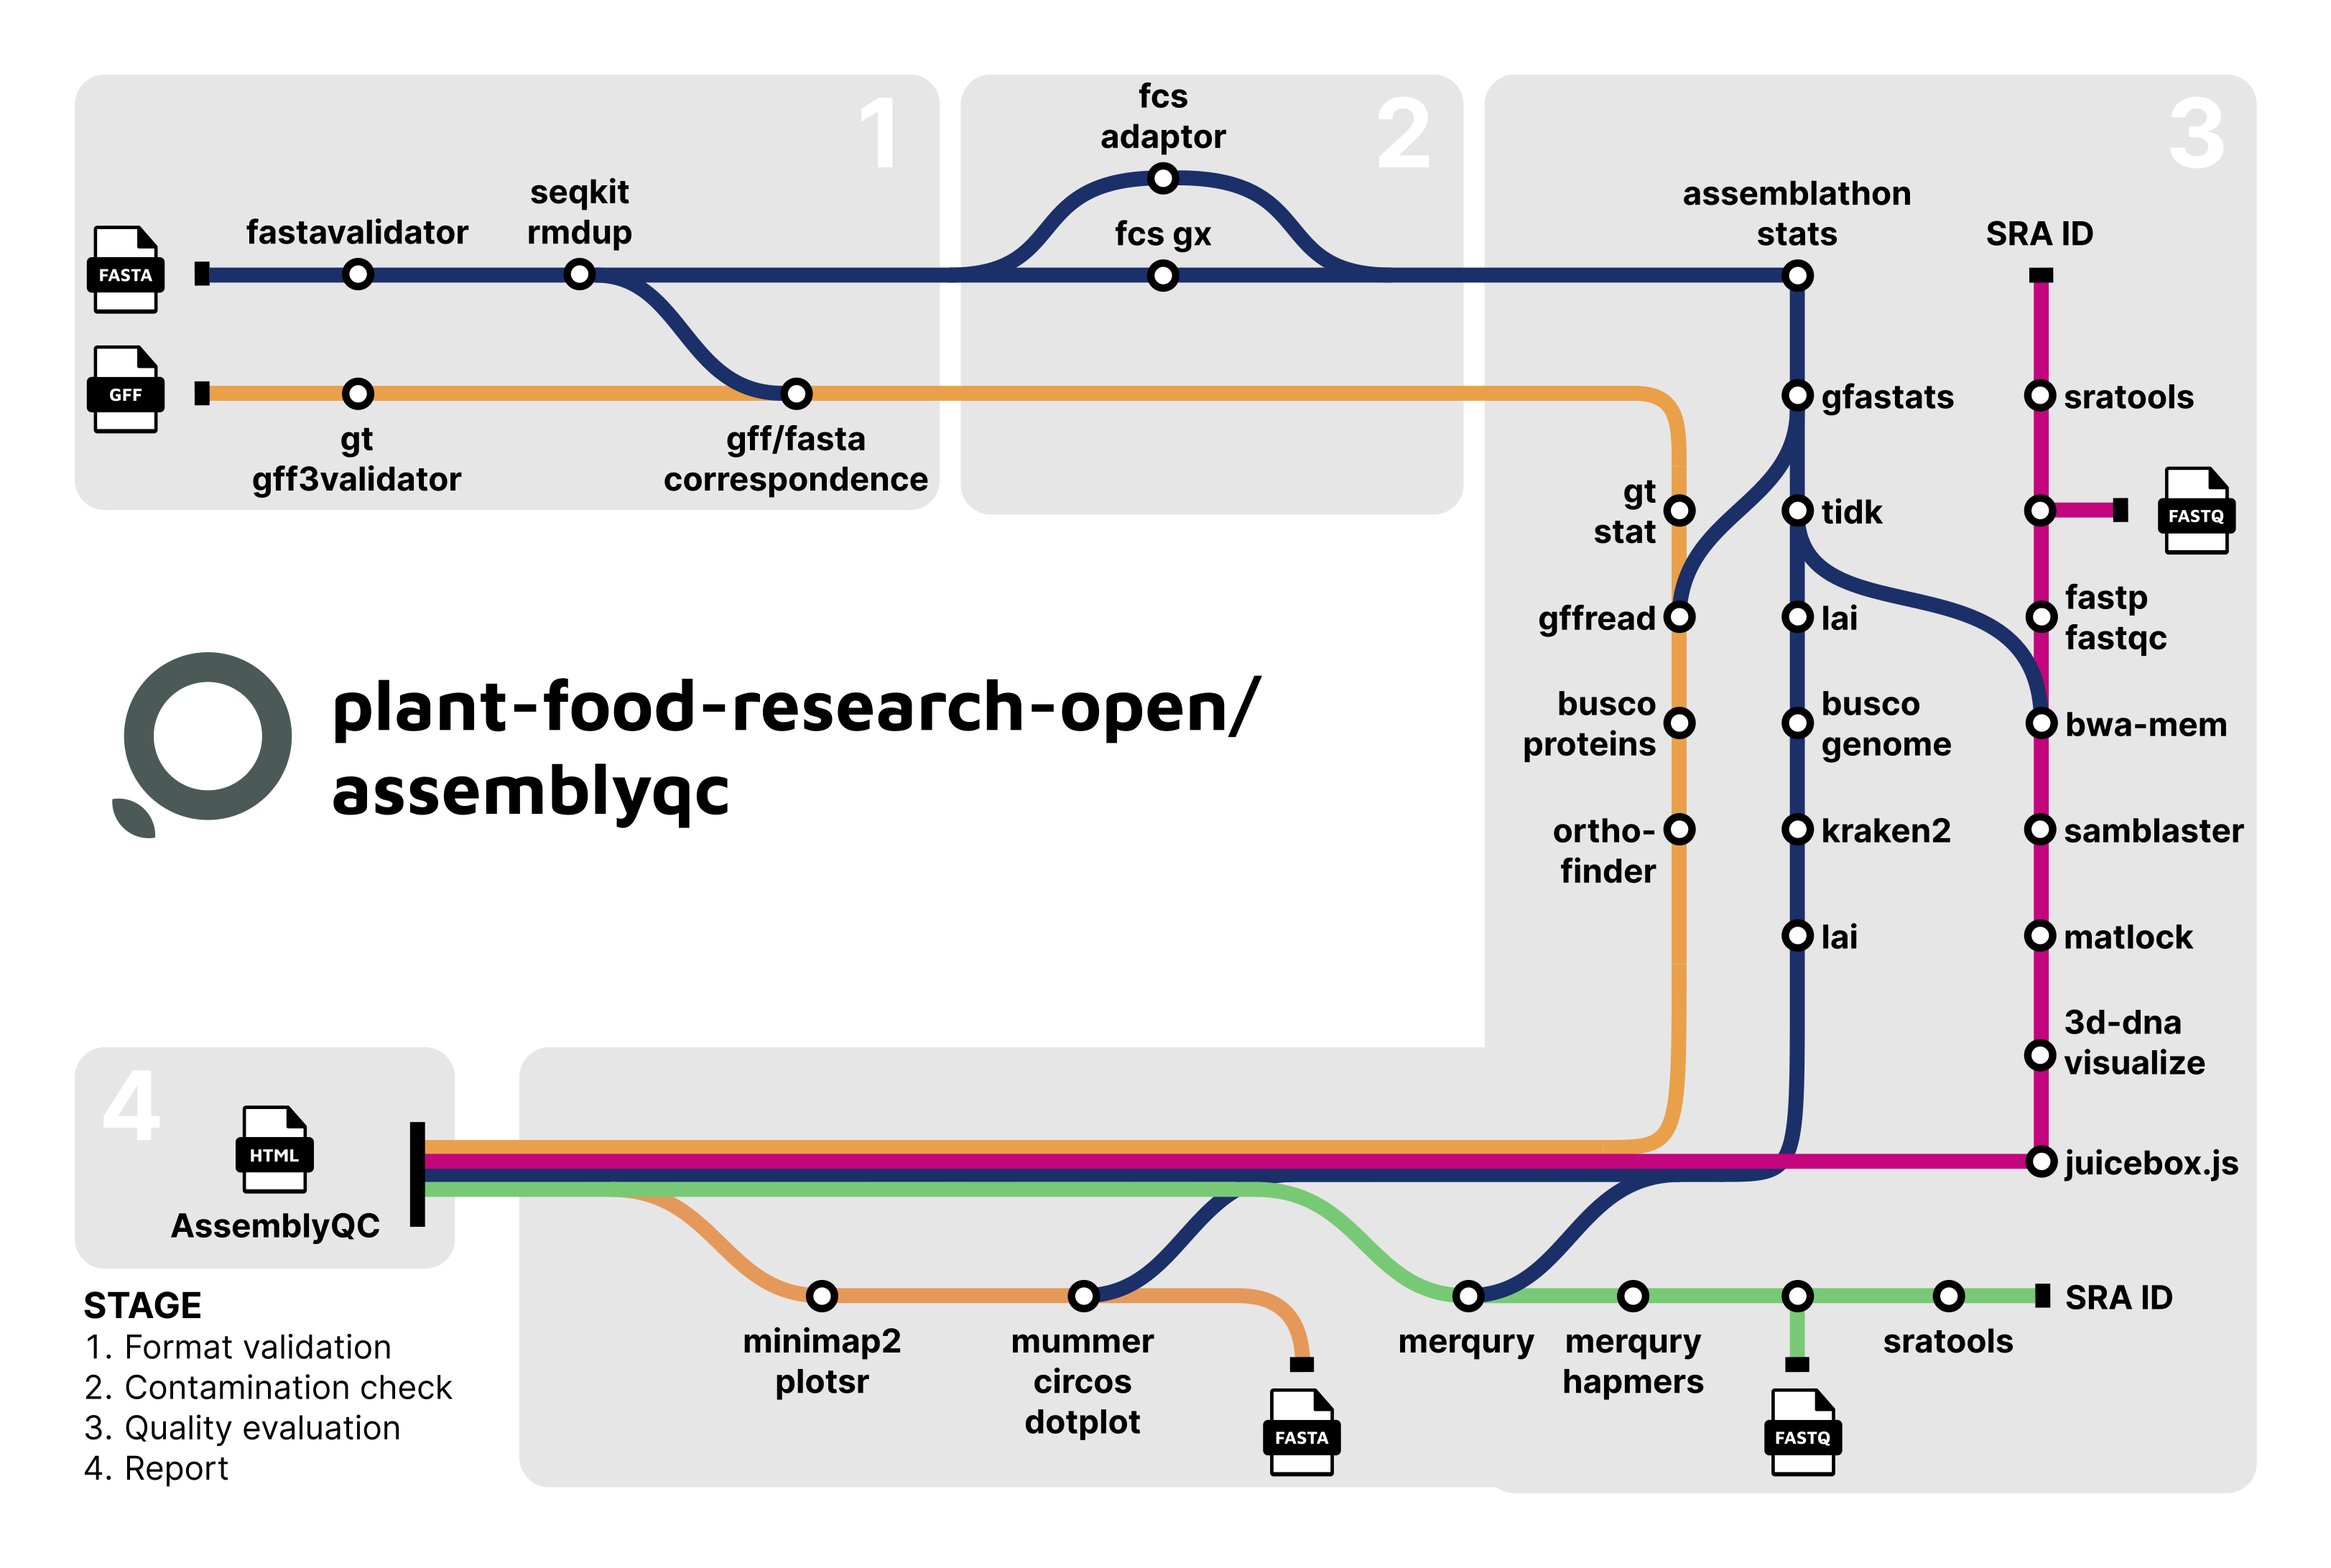 1
2
3
fcs
adaptor
fcs gx
seqkit
rmdup
fastavalidator
FASTA
GFF
gt
gff3validator
gff/fasta
correspondence
assemblathon
stats
SRA ID
gfastats
sratools
gt
stat
tidk
FASTQ
gffread
lai
fastp
fastqc
busco
proteins
busco
genome
bwa-mem
ortho-
finder
kraken2
samblaster
lai
matlock
3d-dna
visualize
juicebox.js
plant-food-research-open/
assemblyqc
4
HTML
AssemblyQC
STAGE
1. Format validation
2. Contamination check
3. Quality evaluation
4. Report
minimap2
plotsr
mummer
circos
dotplot
FASTA
merqury
merqury
hapmers
FASTQ
sratools
SRA ID